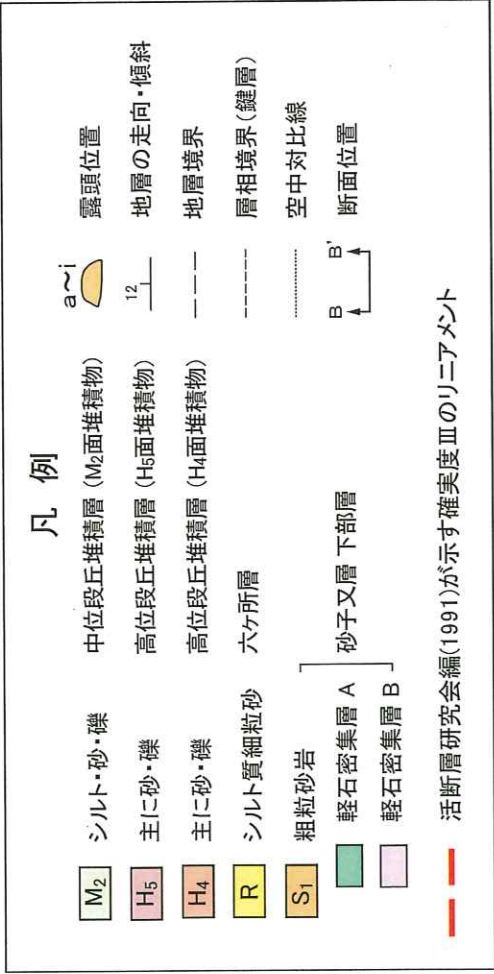 凡例
M2 シルト・砂・礫 中位段丘堆積層 (M2面堆積物)
H5 主に砂・礫 高位段丘堆積層 (H5面堆積物)
H4 主に砂・礫 高位段丘堆積層 (H4面堆積物)
R シルト質細粒砂 六ヶ所層
S1 粗粒砂岩
軽石密集層 A
軽石密集層 B
砂子又層 下部層
a~i 露頭位置
12 地層の走向・傾斜
地層境界
層相境界(鍵層)
空中対比線
B B' 断面位置
活断層研究会編(1991)が示す確実度Ⅲのリニアメント